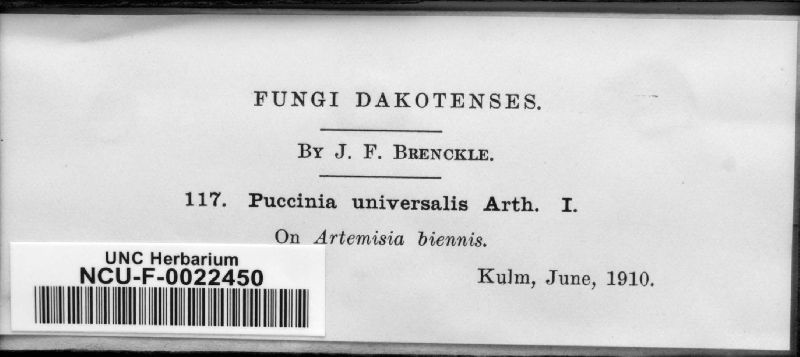 FUNGI DAKOTENSES.
BY J. F. BRENCKLE.
117. Puccinia universalis Arth. I.
On Artemisia biennis.
Kulm, June, 1910.
UNC Herbarium
NCU-F-0022450